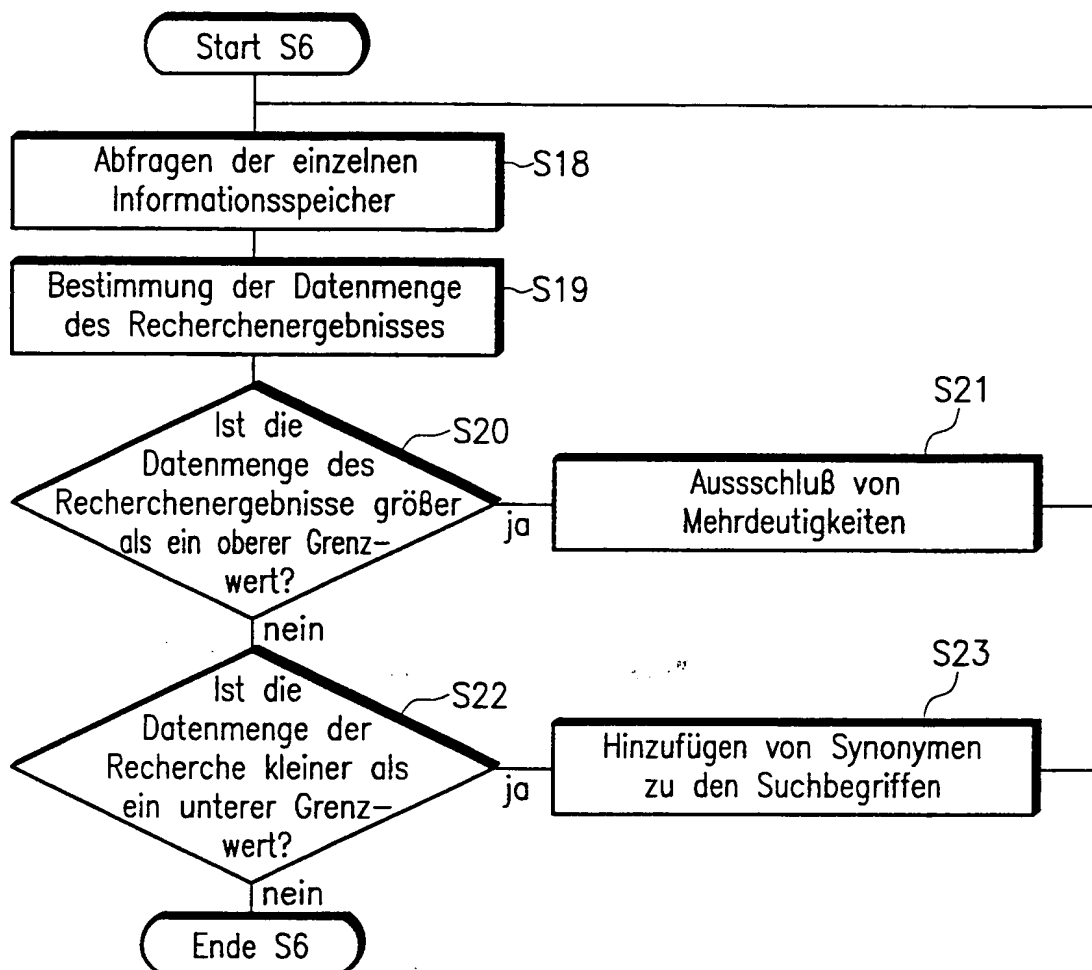 Start S6
Abfragen der einzelnen
Informationsspeicher
S18
Bestimmung der Datenmenge
des Recherchenergebnisses
S19
Ist die
Datenmenge des
Recherchenergebnisse größer
als ein oberer Grenz-
wert?
S20
ja
S21
Aussschluß von
Mehrdeutigkeiten
nein
Ist die
Datenmenge der
Recherche kleiner als
ein unterer Grenz-
wert?
S22
ja
S23
Hinzufügen von Synonymen
zu den Suchbegriffen
nein
Ende S6